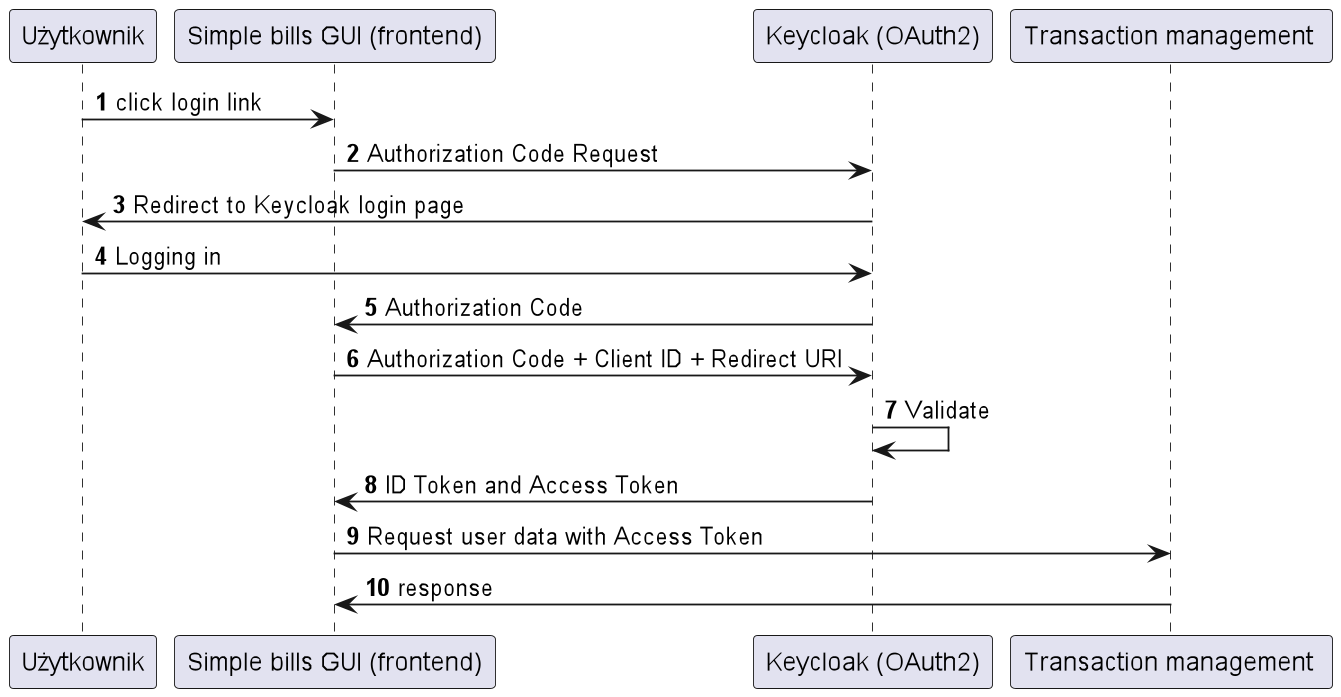 Użytkownik
Simple bills GUI (frontend)
Keycloak (OAuth2)
Transaction management
1 click login link
2 Authorization Code Request
3 Redirect to Keycloak login page
4 Logging in
5 Authorization Code
6 Authorization Code + Client ID + Redirect URI
7 Validate
8 ID Token and Access Token
9 Request user data with Access Token
10 response
Użytkownik
Simple bills GUI (frontend)
Keycloak (OAuth2)
Transaction management